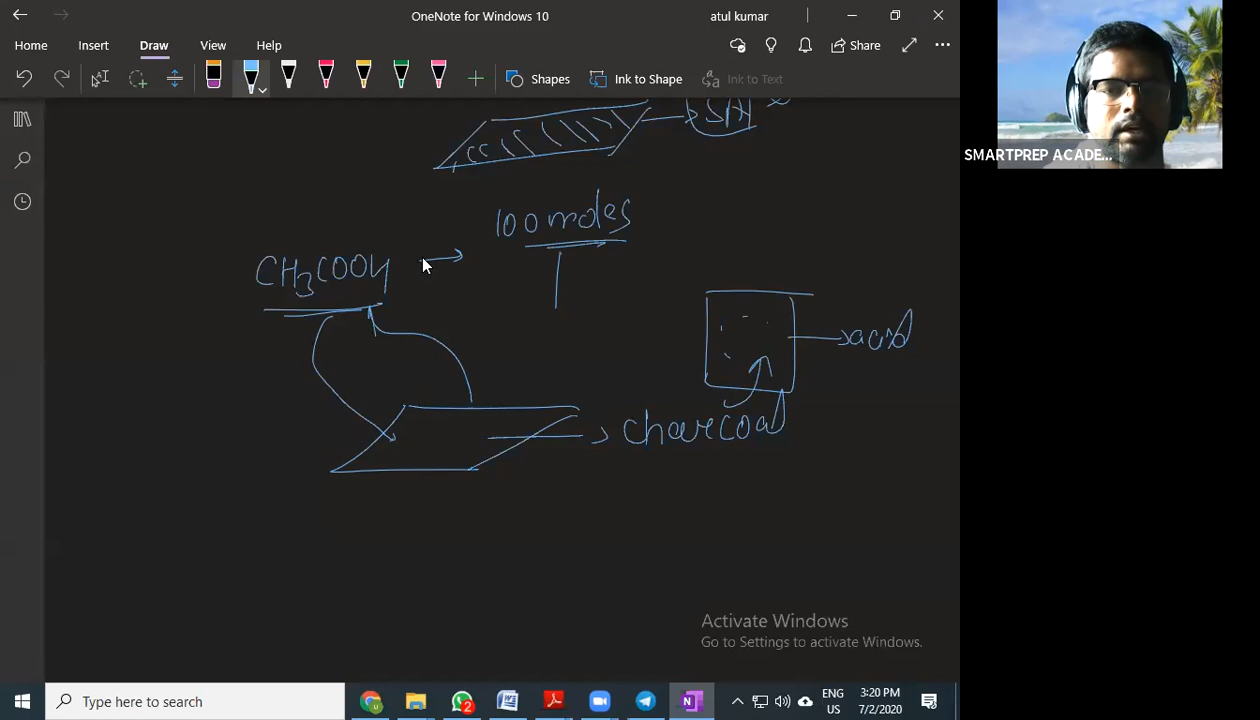 OneNote for Windows 10
atul kumar
Home Insert Draw View Help
Share
Shapes Ink to Shape Ink to Text
SMARTPREP ACADE...
100 moles
CH3COOH
acid
charcoal
Activate Windows
Go to Settings to activate Windows.
Type here to search
2
ENG
US
3:20 PM
7/2/2020